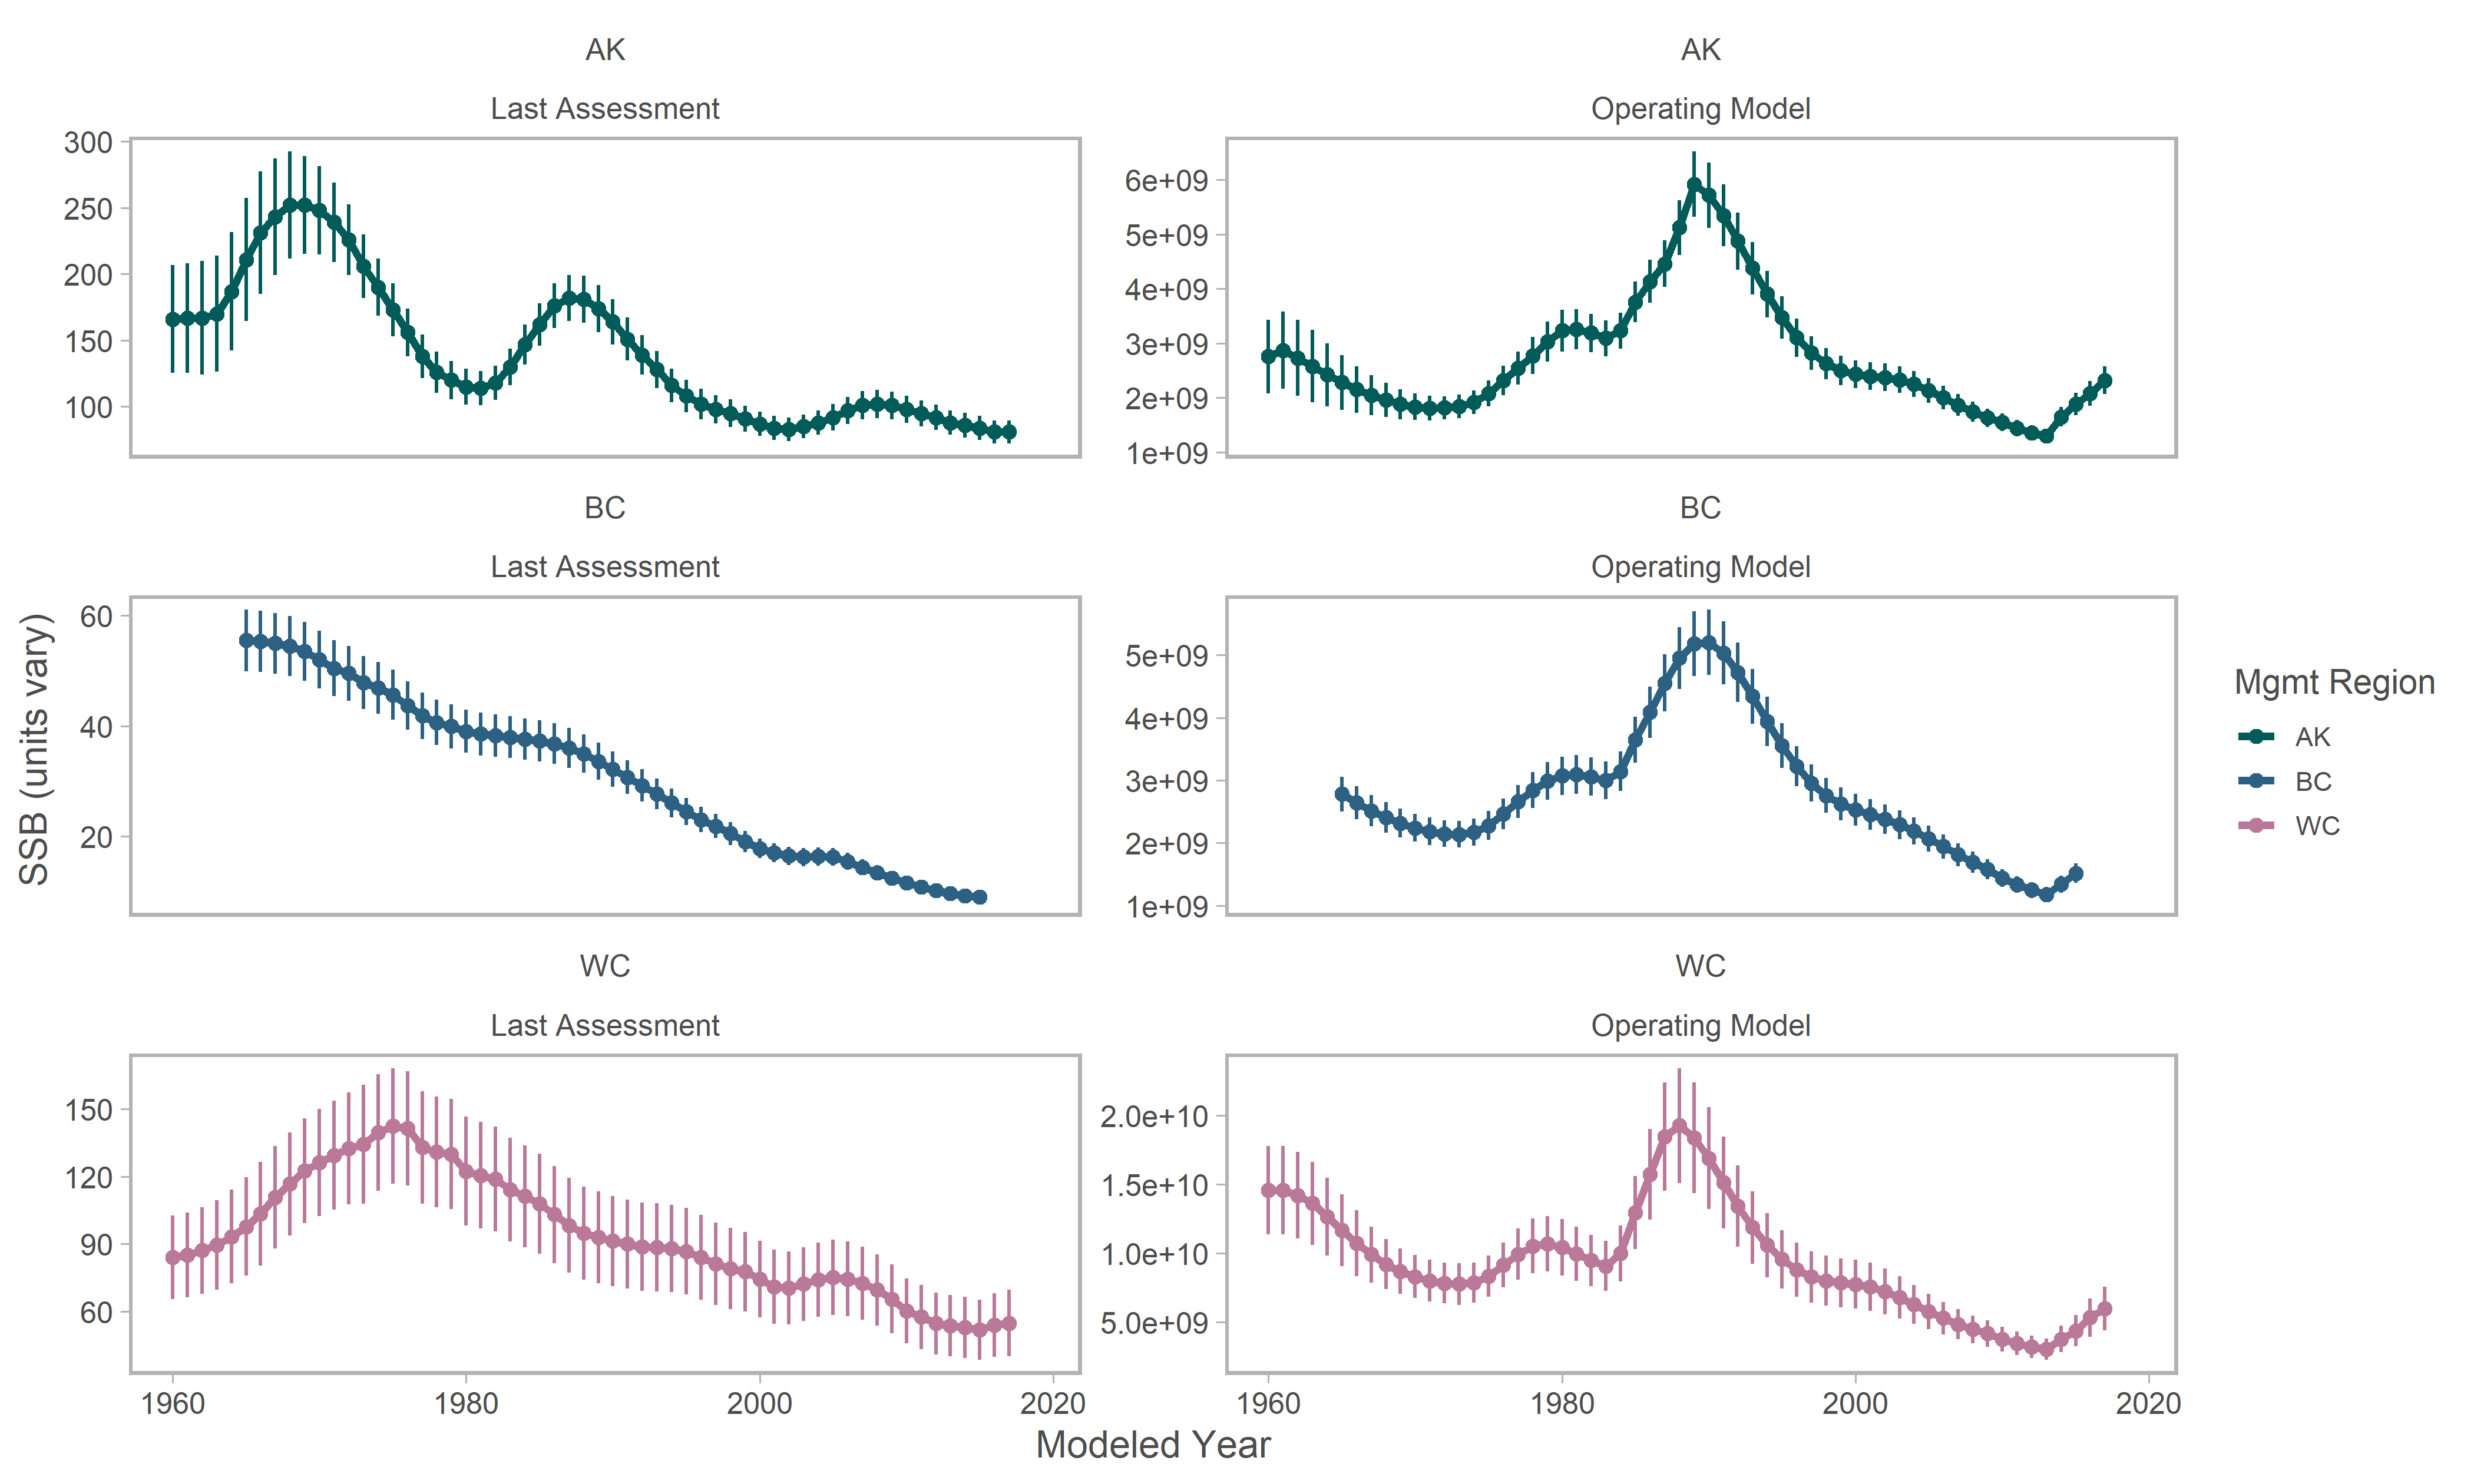 AK
Last Assessment
300
250
200
150
100
AK
Operating Model
6e+09
5e+09
4e+09
3e+09
2e+09
1e+09
BC
Last Assessment
60
40
20
BC
Operating Model
5e+09
4e+09
3e+09
2e+09
1e+09
WC
Last Assessment
150
120
90
60
1960 1980 2000 2020
WC
Operating Model
2.0e+10
1.5e+10
1.0e+10
5.0e+09
1960 1980 2000 2020
SSB (units vary)
Modeled Year
Mgmt Region
AK
BC
WC